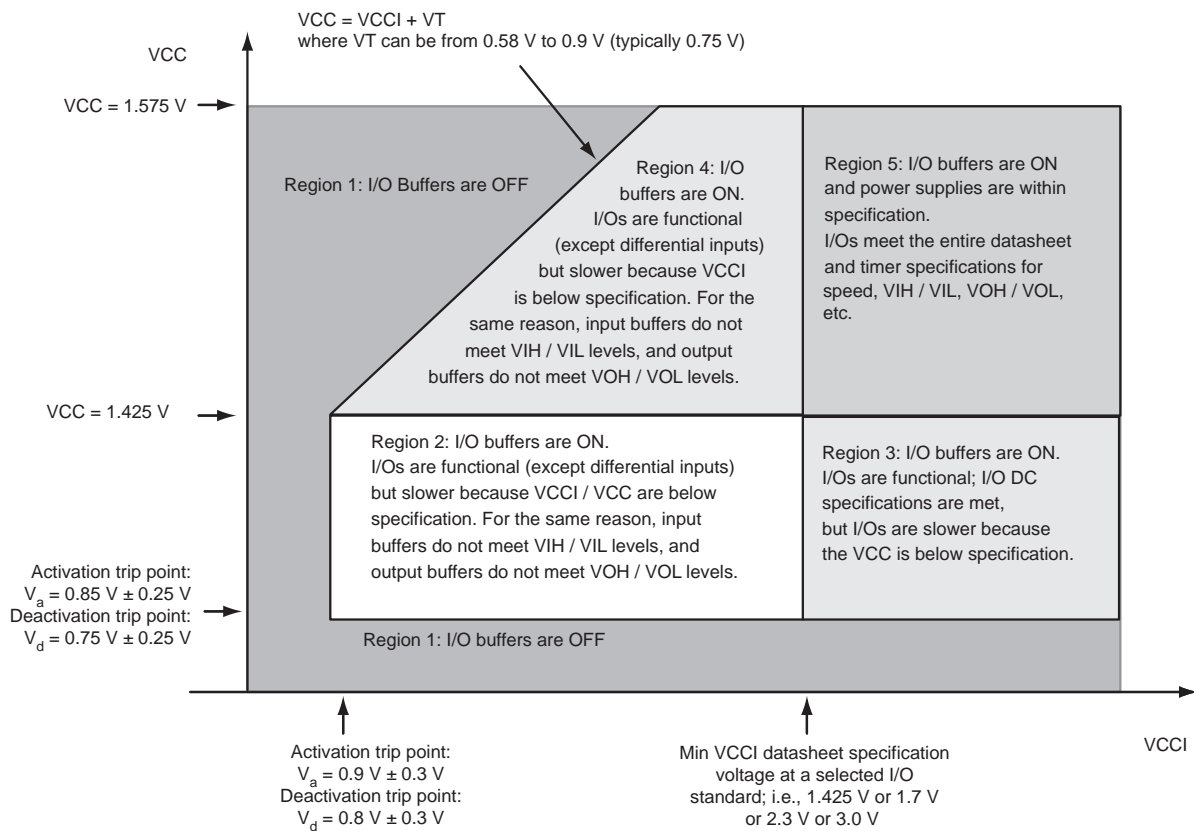 VCC = VCCI + VT
where VT can be from 0.58 V to 0.9 V (typically 0.75 V)
VCC
VCC = 1.575 V
Region 1: I/O Buffers are OFF
Region 4: I/O
buffers are ON.
I/Os are functional
(except differential inputs)
but slower because VCCI
is below specification. For the
same reason, input buffers do not
meet VIH / VIL levels, and output
buffers do not meet VOH / VOL levels.
Region 5: I/O buffers are ON
and power supplies are within
specification.
I/Os meet the entire datasheet
and timer specifications for
speed, VIH / VIL, VOH / VOL,
etc.
VCC = 1.425 V
Region 2: I/O buffers are ON.
I/Os are functional (except differential inputs)
but slower because VCCI / VCC are below
specification. For the same reason, input
buffers do not meet VIH / VIL levels, and
output buffers do not meet VOH / VOL levels.
Region 3: I/O buffers are ON.
I/Os are functional; I/O DC
specifications are met,
but I/Os are slower because
the VCC is below specification.
Activation trip point:
Va = 0.85 V ± 0.25 V
Deactivation trip point:
Vd = 0.75 V ± 0.25 V
Region 1: I/O buffers are OFF
VCCI
Activation trip point:
Va = 0.9 V ± 0.3 V
Deactivation trip point:
Vd = 0.8 V ± 0.3 V
Min VCCI datasheet specification
voltage at a selected I/O
standard; i.e., 1.425 V or 1.7 V
or 2.3 V or 3.0 V